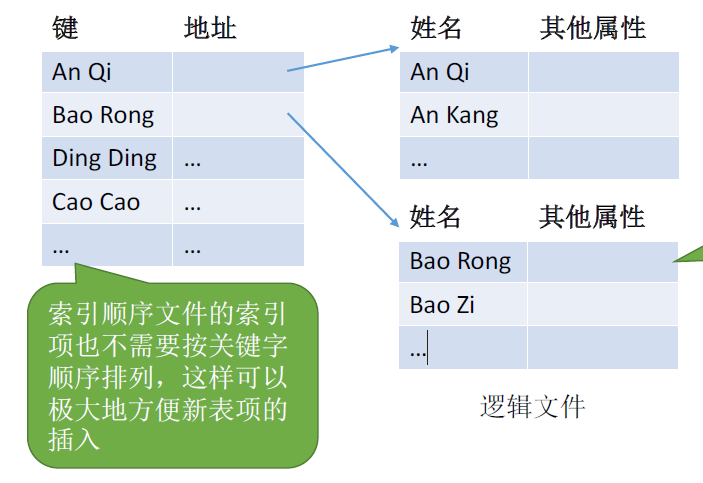 键 地址
An Qi
Bao Rong
Ding Ding ...
Cao Cao ...
... ...
索引顺序文件的索引
项也不需要按关键字
顺序排列，这样可以
极大地方便新表项的
插入
姓名 其他属性
An Qi
An Kang
...
姓名 其他属性
Bao Rong
Bao Zi
...
逻辑文件